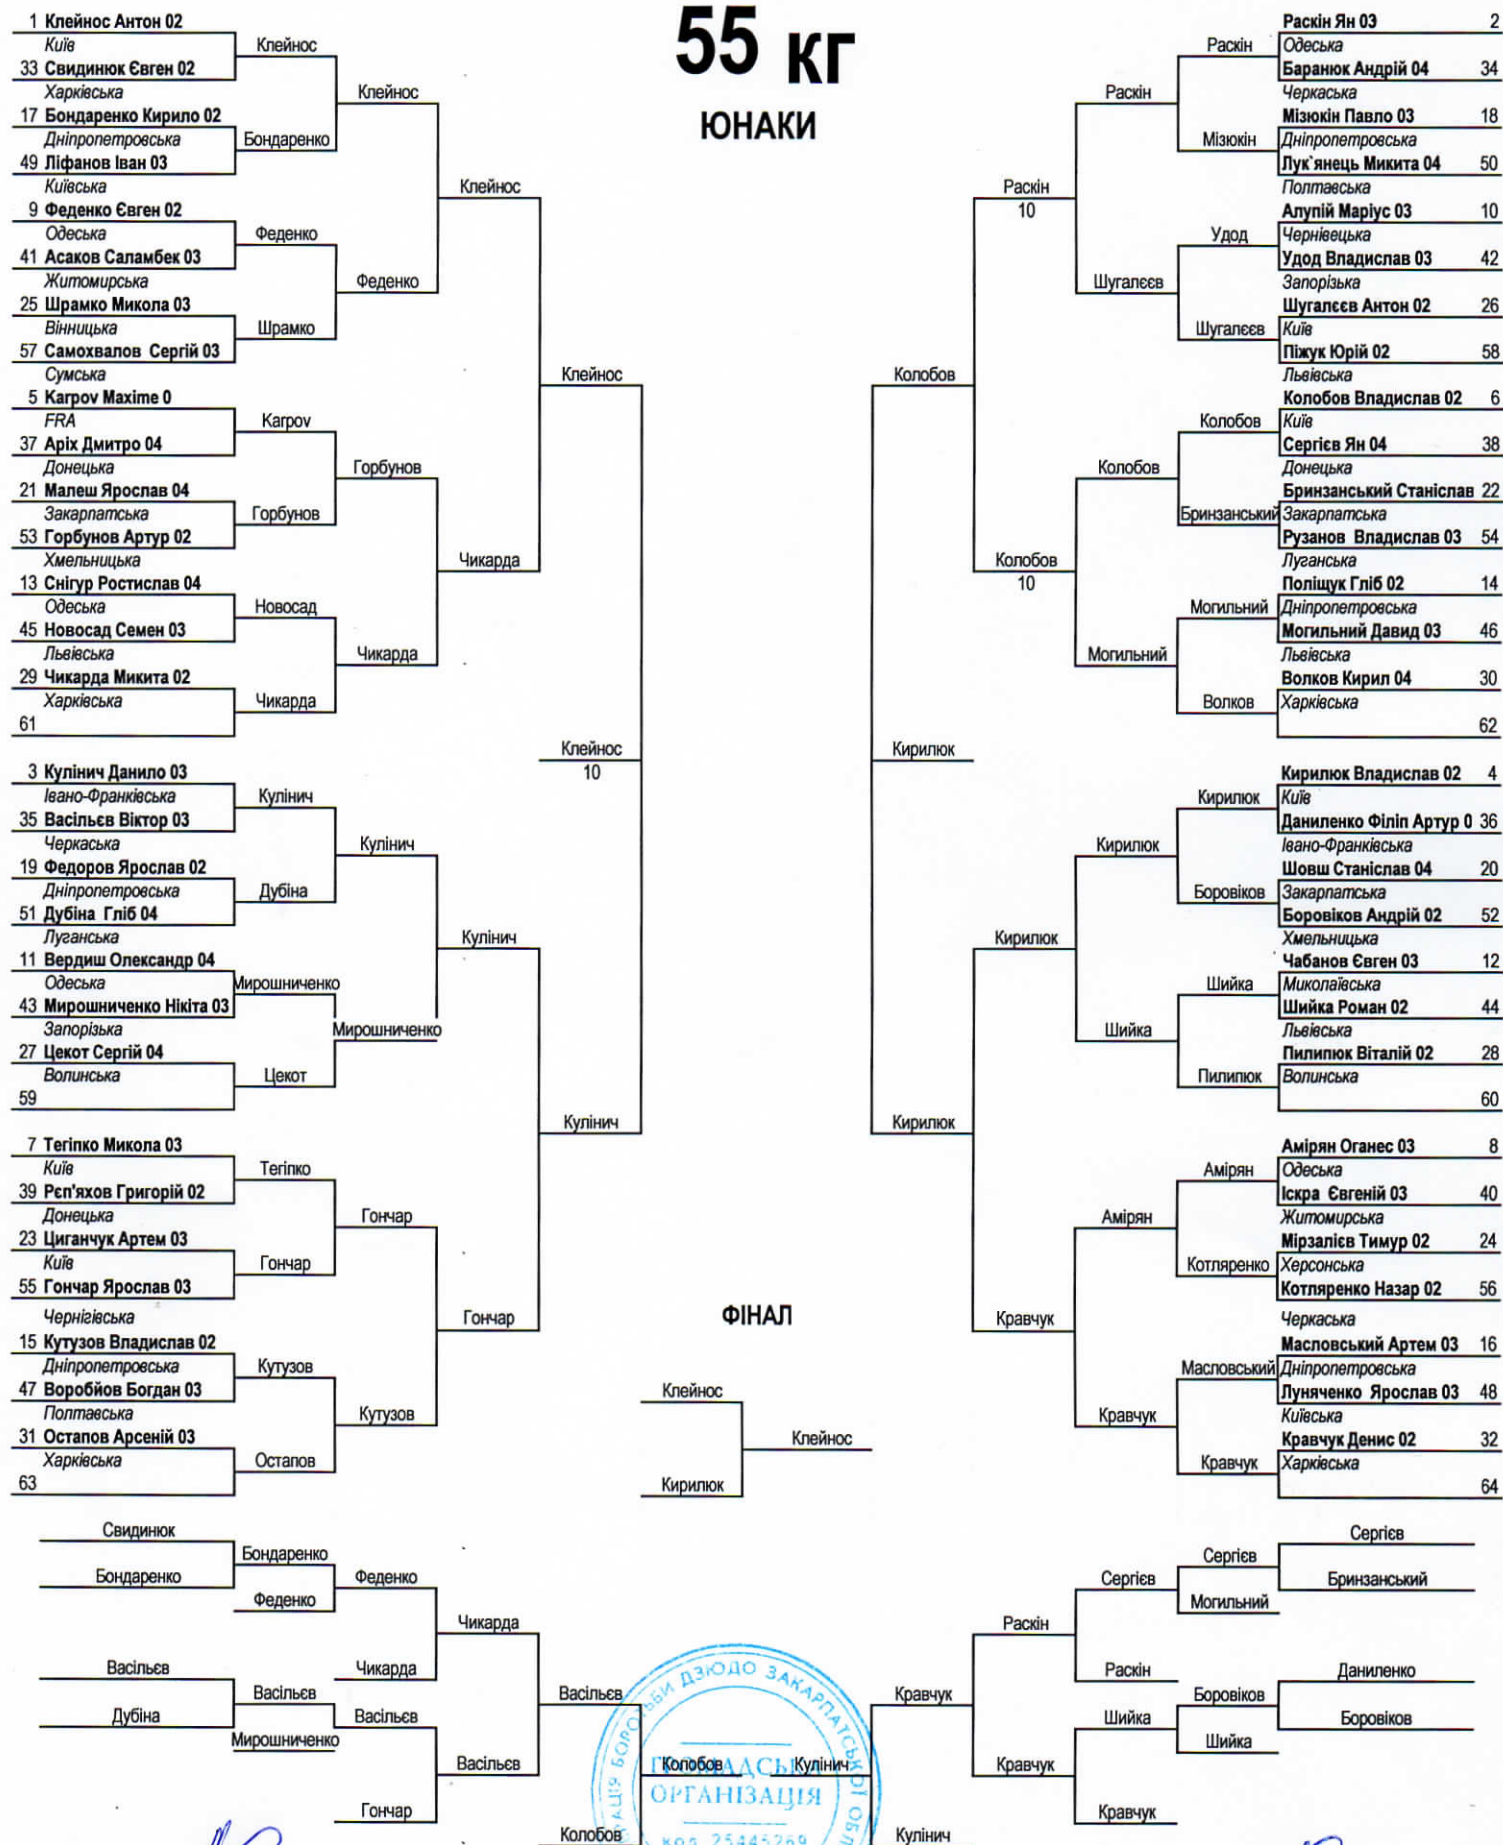 55 кг
ЮНАКИ
1 Клейнос Антон 02
Київ
33 Свидинюк Євген 02
Харківська
17 Бондаренко Кирило 02
Дніпропетровська
49 Ліфанов Іван 03
Київська
9 Феденко Євген 02
Одеська
41 Асаков Саламбек 03
Житомирська
25 Шрамко Микола 03
Вінницька
57 Самохвалов Сергій 03
Сумська
5 Karpov Maxime 0
FRA
37 Аріх Дмитро 04
Донецька
21 Малеш Ярослав 04
Закарпатська
53 Горбунов Артур 02
Хмельницька
13 Снігур Ростислав 04
Одеська
45 Новосад Семен 03
Львівська
29 Чикарда Микита 02
Харківська
61
3 Кулініч Данило 03
Івано-Франківська
35 Васільєв Віктор 03
Черкаська
19 Федоров Ярослав 02
Дніпропетровська
51 Дубіна Гліб 04
Луганська
11 Вердиш Олександр 04
Одеська
43 Мирошниченко Нікіта 03
Запорізька
27 Цекот Сергій 04
Волинська
59
7 Тегіпко Микола 03
Київ
39 Рєп'яхов Григорій 02
Донецька
23 Циганчук Артем 03
Київ
55 Гончар Ярослав 03
Чернігівська
15 Кутузов Владислав 02
Дніпропетровська
47 Воробйов Богдан 03
Полтавська
31 Остапов Арсеній 03
Харківська
63
Клейнос
Бондаренко
Феденко
Шрамко
Karpov
Горбунов
Новосад
Чикарда
Кулініч
Дубіна
Мирошниченко
Цекот
Тегіпко
Гончар
Кутузов
Остапов
Клейнос
Феденко
Горбунов
Чикарда
Кулініч
Мирошниченко
Гончар
Кутузов
Клейнос
Чикарда
Кулініч
Гончар
Клейнос
Клейнос
10
Кулініч
Раскін Ян 03 2
Одеська
Баранюк Андрій 04 34
Черкаська
Мізюкін Павло 03 18
Дніпропетровська
Лук`янець Микита 04 50
Полтавська
Алупій Маріус 03 10
Чернівецька
Удод Владислав 03 42
Запорізька
Шугалєєв Антон 02 26
Київ
Піжук Юрій 02 58
Львівська
Колобов Владислав 02 6
Київ
Сергієв Ян 04 38
Донецька
Бринзанський Станіслав 22
Закарпатська
Рузанов Владислав 03 54
Луганська
Поліщук Гліб 02 14
Дніпропетровська
Могильний Давид 03 46
Львівська
Волков Кирил 04 30
Харківська
62
Кирилюк Владислав 02 4
Київ
Даниленко Філіп Артур 0 36
Івано-Франківська
Шовш Станіслав 04 20
Закарпатська
Боровіков Андрій 02 52
Хмельницька
Чабанов Євген 03 12
Миколаївська
Шийка Роман 02 44
Львівська
Пилипюк Віталій 02 28
Волинська
60
Амірян Оганес 03 8
Одеська
Іскра Євгеній 03 40
Житомирська
Мірзалієв Тимур 02 24
Херсонська
Котляренко Назар 02 56
Черкаська
Масловський Артем 03 16
Дніпропетровська
Луняченко Ярослав 03 48
Київська
Кравчук Денис 02 32
Харківська
64
Раскін
Мізюкін
Удод
Шугалєєв
Колобов
Бринзанський
Могильний
Волков
Кирилюк
Боровіков
Шийка
Пилипюк
Амірян
Котляренко
Масловський
Кравчук
Раскін
Шугалєєв
Колобов
Могильний
Кирилюк
Шийка
Амірян
Кравчук
Раскін
10
Колобов
10
Кирилюк
Кравчук
Колобов
Кирилюк
Кирилюк
ФІНАЛ
Клейнос
Клейнос
Кирилюк
Свидинюк
Бондаренко
Бондаренко
Феденко
Феденко
Чикарда
Чикарда
Васільєв
Дубіна
Васільєв
Мирошниченко
Васільєв
Гончар
Васільєв
Васільєв
Колобов
Колобов
Сергієв
Бринзанський
Сергієв
Могильний
Сергієв
Раскін
Раскін
Даниленко
Боровіков
Боровіков
Шийка
Шийка
Кравчук
Кравчук
Кравчук
Кулініч
Кулініч
БОРОТЬБИ ДЗЮДО ЗАКАРПАТСЬКОЇ
ОРГАНІЗАЦІЯ
код 25445269